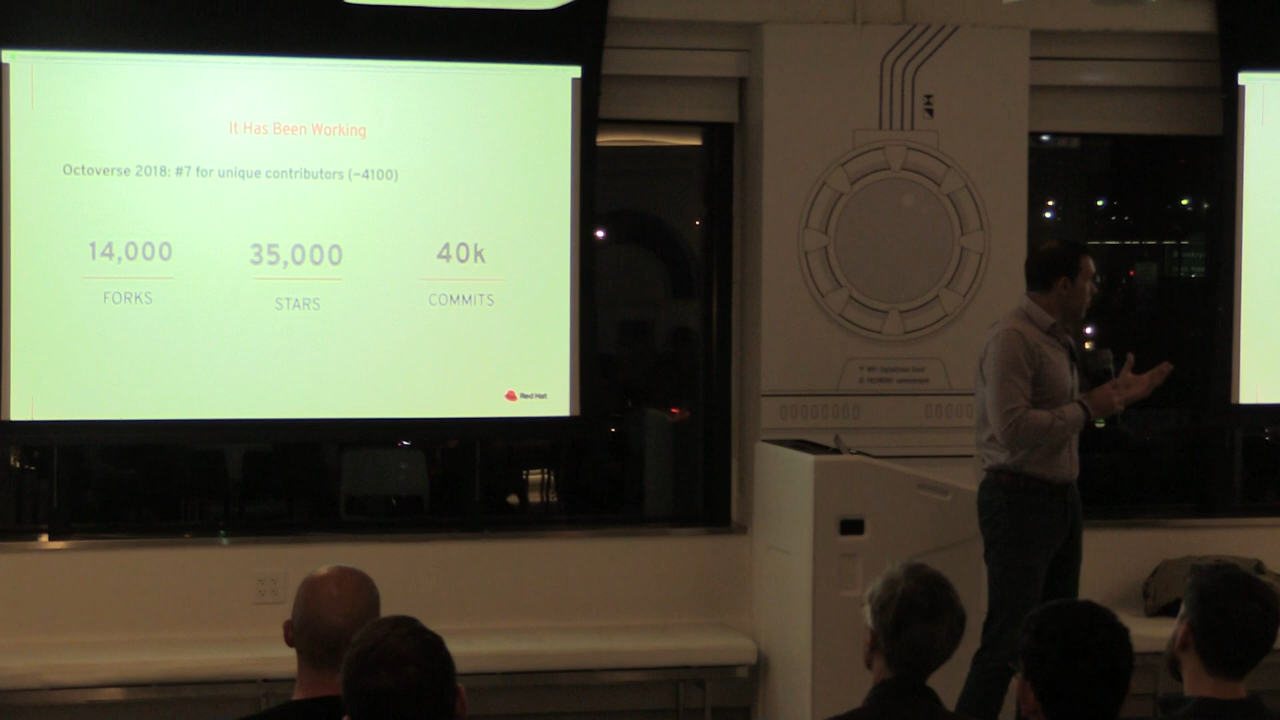 It Has Been Working
Octoverse 2018: #7 for unique contributors (~4100)
14,000
35,000
40k
FORKS
STARS
COMMITS
Red Hat